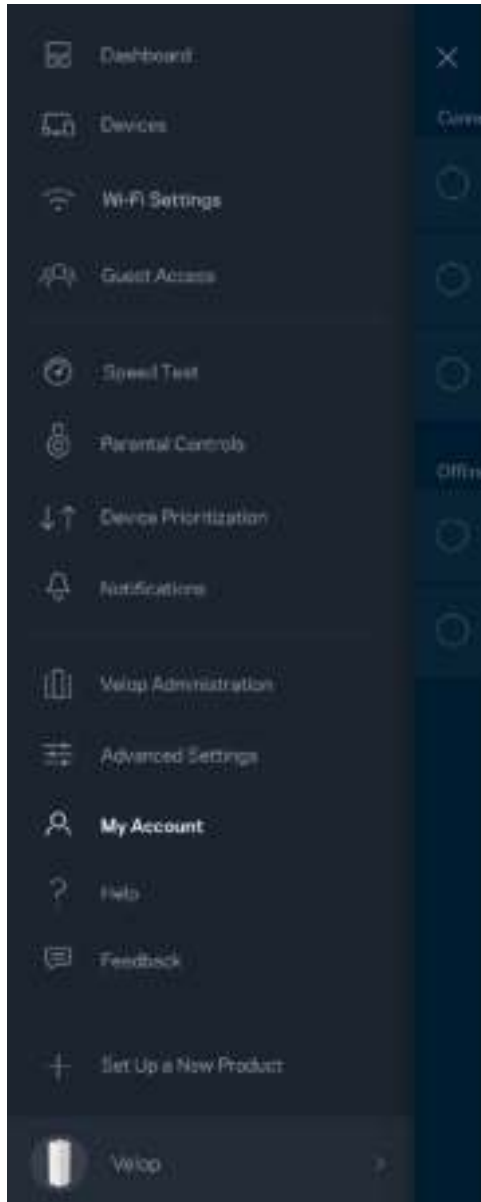 Dashboard
Devices
Wi-Fi Settings
Guest Access
Speed Test
Parental Controls
Device Prioritization
Notifications
Velop Administration
Advanced Settings
My Account
Help
Feedback
Set Up a New Product
Velop